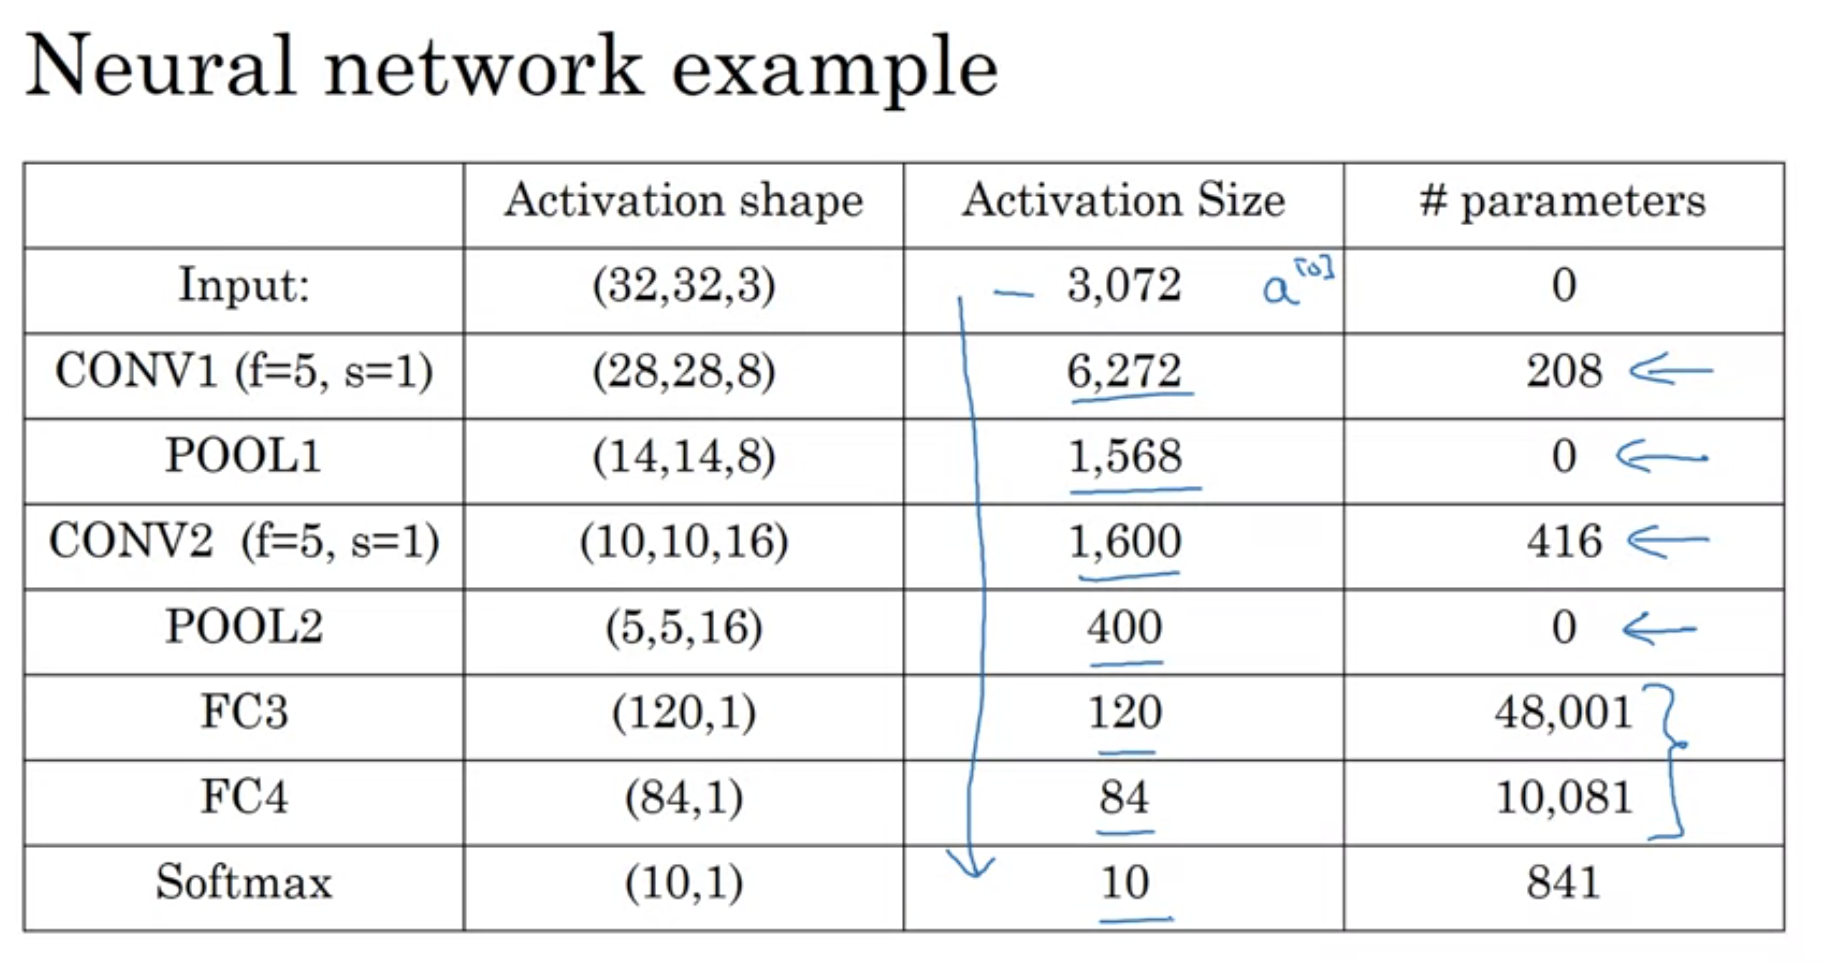 Neural network example
Activation shape Activation Size # parameters
Input: (32,32,3) 3,072 a[0] 0
CONV1 (f=5, s=1) (28,28,8) 6,272 208
POOL1 (14,14,8) 1,568 0
CONV2 (f=5, s=1) (10,10,16) 1,600 416
POOL2 (5,5,16) 400 0
FC3 (120,1) 120 48,001
FC4 (84,1) 84 10,081
Softmax (10,1) 10 841